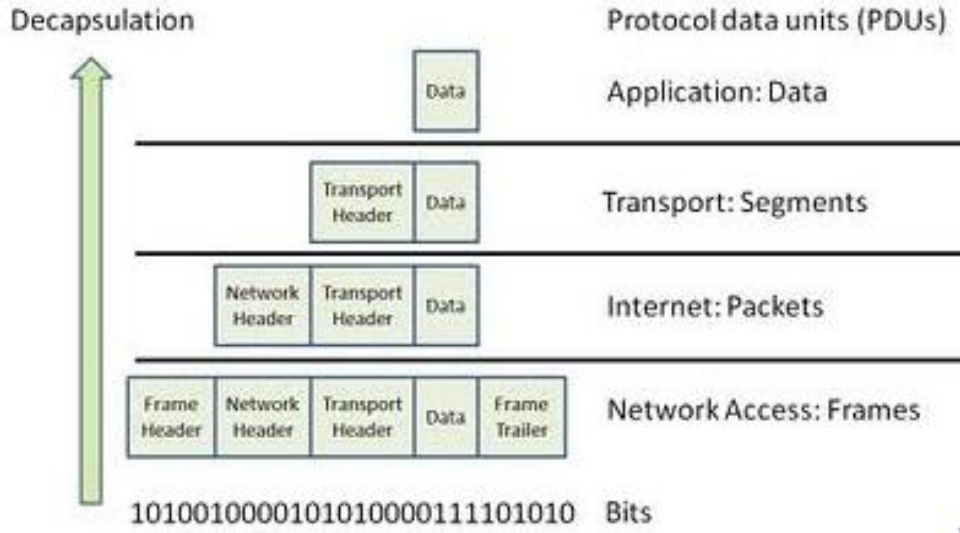 Decapsulation
Protocol data units (PDUs)
Data
Application: Data
Transport
Header
Data
Transport: Segments
Network
Header
Transport
Header
Data
Internet: Packets
Frame
Header
Network
Header
Transport
Header
Data
Frame
Trailer
Network Access: Frames
1010010000101010000111101010
Bits